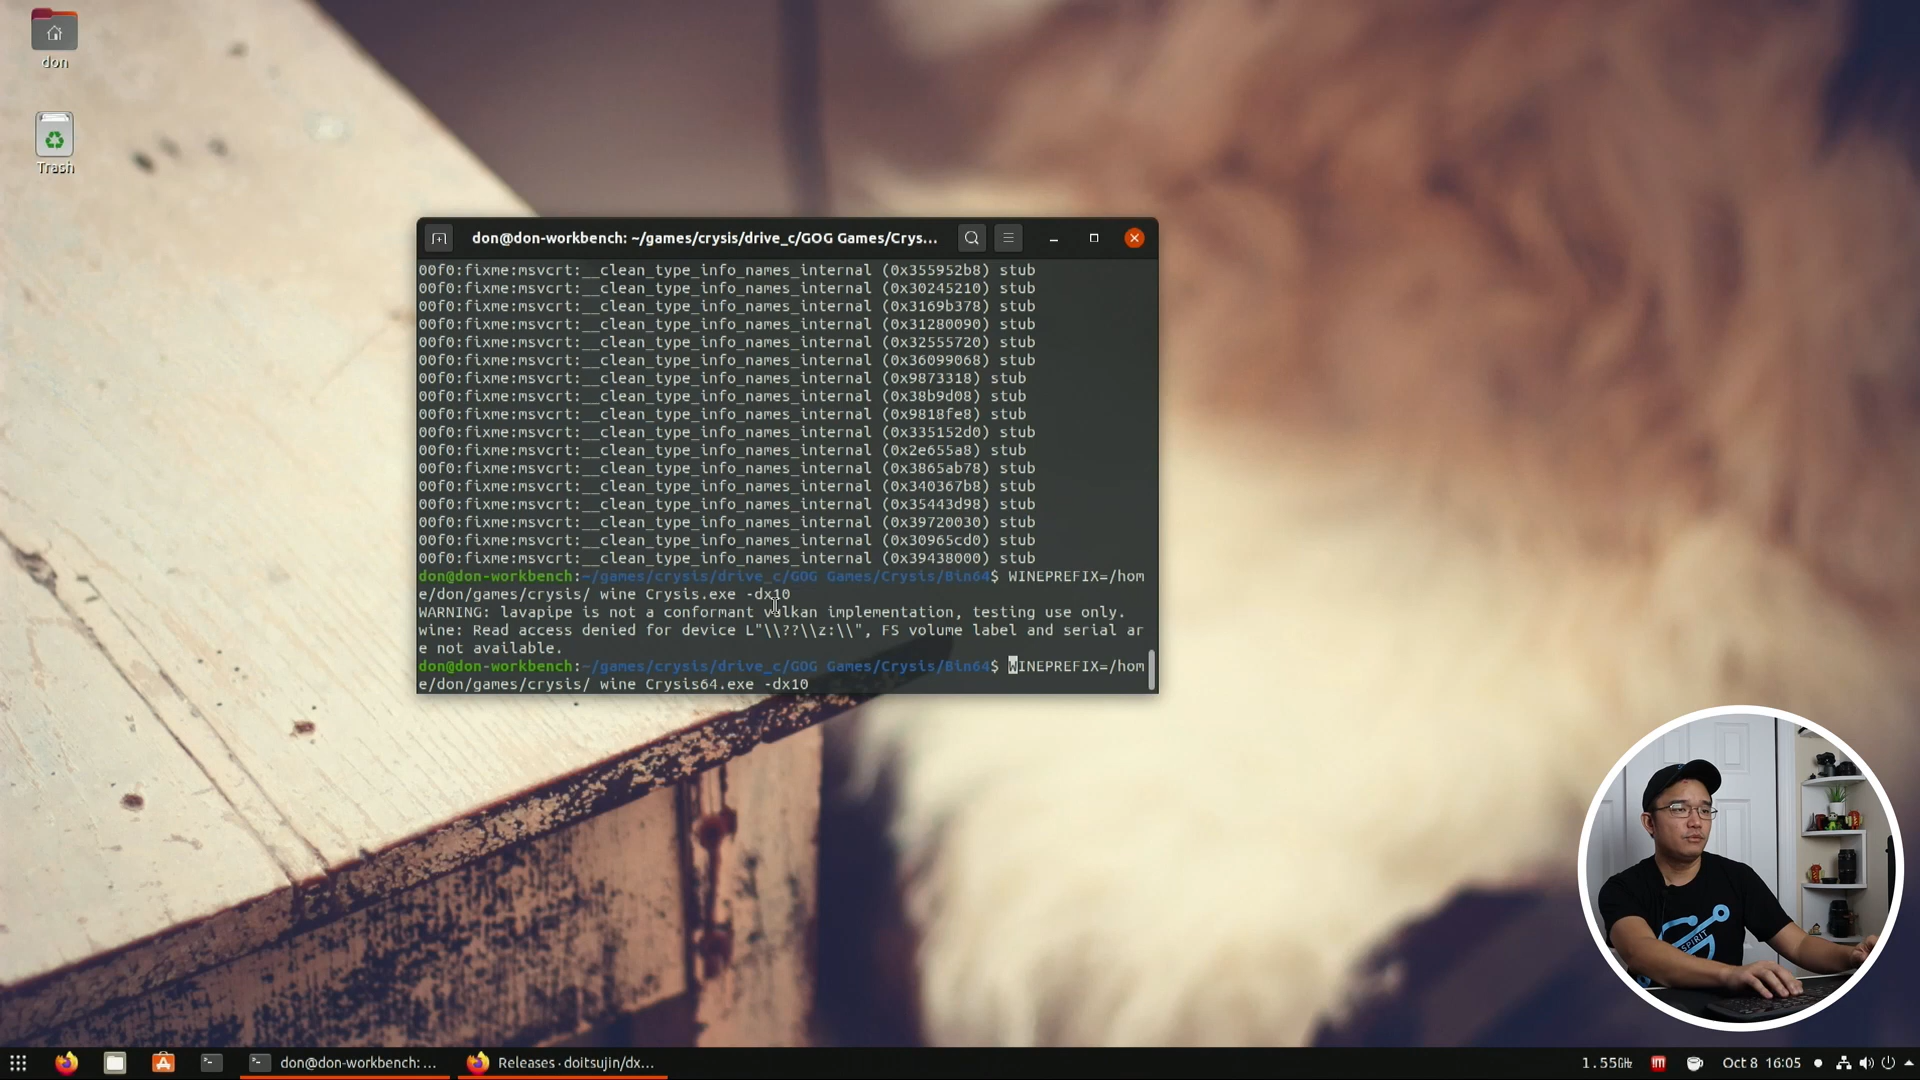 don
Trash
don@don-workbench: ~/games/crysis/drive_c/GOG Games/Crys...
00f0:fixme:msvcrt:__clean_type_info_names_internal (0x355952b8) stub
00f0:fixme:msvcrt:__clean_type_info_names_internal (0x30245210) stub
00f0:fixme:msvcrt:__clean_type_info_names_internal (0x3169b378) stub
00f0:fixme:msvcrt:__clean_type_info_names_internal (0x31280090) stub
00f0:fixme:msvcrt:__clean_type_info_names_internal (0x32555720) stub
00f0:fixme:msvcrt:__clean_type_info_names_internal (0x36099068) stub
00f0:fixme:msvcrt:__clean_type_info_names_internal (0x9873318) stub
00f0:fixme:msvcrt:__clean_type_info_names_internal (0x38b9d08) stub
00f0:fixme:msvcrt:__clean_type_info_names_internal (0x9818fe8) stub
00f0:fixme:msvcrt:__clean_type_info_names_internal (0x335152d0) stub
00f0:fixme:msvcrt:__clean_type_info_names_internal (0x2e655a8) stub
00f0:fixme:msvcrt:__clean_type_info_names_internal (0x3865ab78) stub
00f0:fixme:msvcrt:__clean_type_info_names_internal (0x340367b8) stub
00f0:fixme:msvcrt:__clean_type_info_names_internal (0x35443d98) stub
00f0:fixme:msvcrt:__clean_type_info_names_internal (0x39720030) stub
00f0:fixme:msvcrt:__clean_type_info_names_internal (0x30965cd0) stub
00f0:fixme:msvcrt:__clean_type_info_names_internal (0x39438000) stub
don@don-workbench:~/games/crysis/drive_c/GOG Games/Crysis/Bin64$ WINEPREFIX=/hom
e/don/games/crysis/ wine Crysis.exe -dx10
WARNING: lavapipe is not a conformant vulkan implementation, testing use only.
wine: Read access denied for device L"\\??\\z:\\", FS volume label and serial ar
e not available.
don@don-workbench:~/games/crysis/drive_c/GOG Games/Crysis/Bin64$ WINEPREFIX=/hom
e/don/games/crysis/ wine Crysis64.exe -dx10
SPIRIT
don@don-workbench: ...
Releases · doitsujin/dx...
1.55GHz
Oct 8 16:05